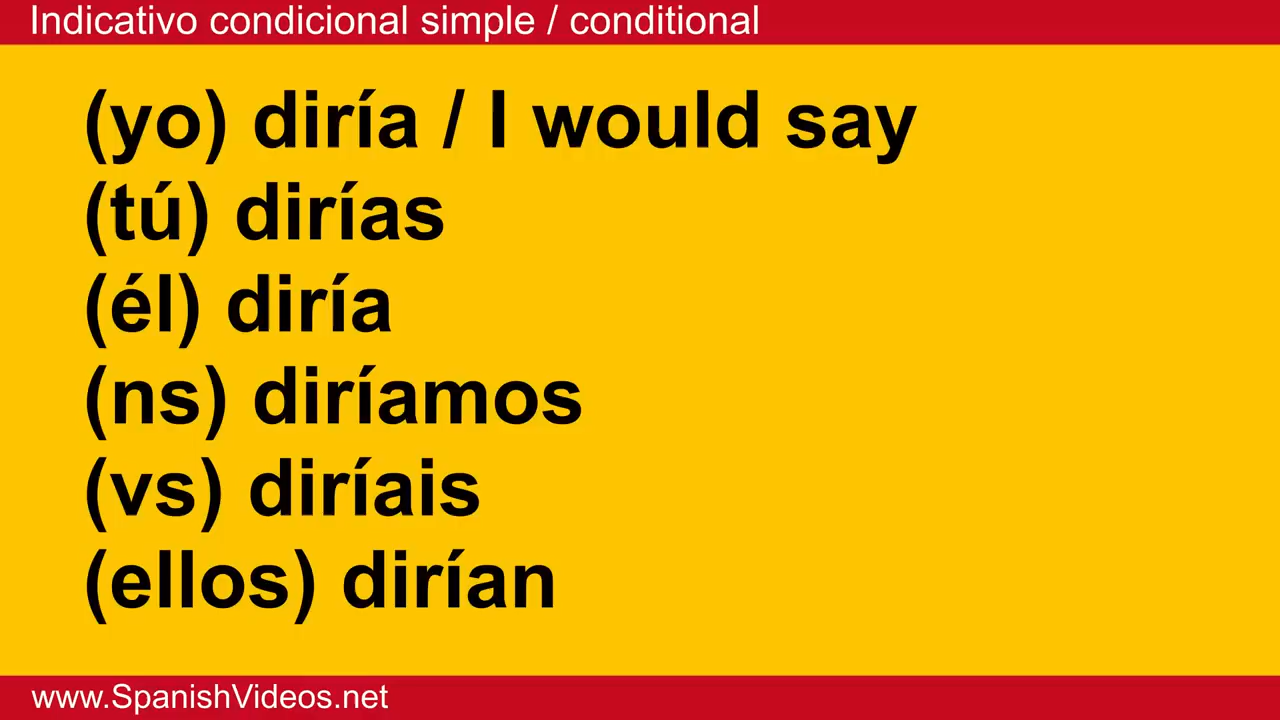 Indicativo condicional simple / conditional
(yo) diría / I would say
(tú) dirías
(él) diría
(ns) diríamos
(vs) diríais
(ellos) dirían
www.SpanishVideos.net